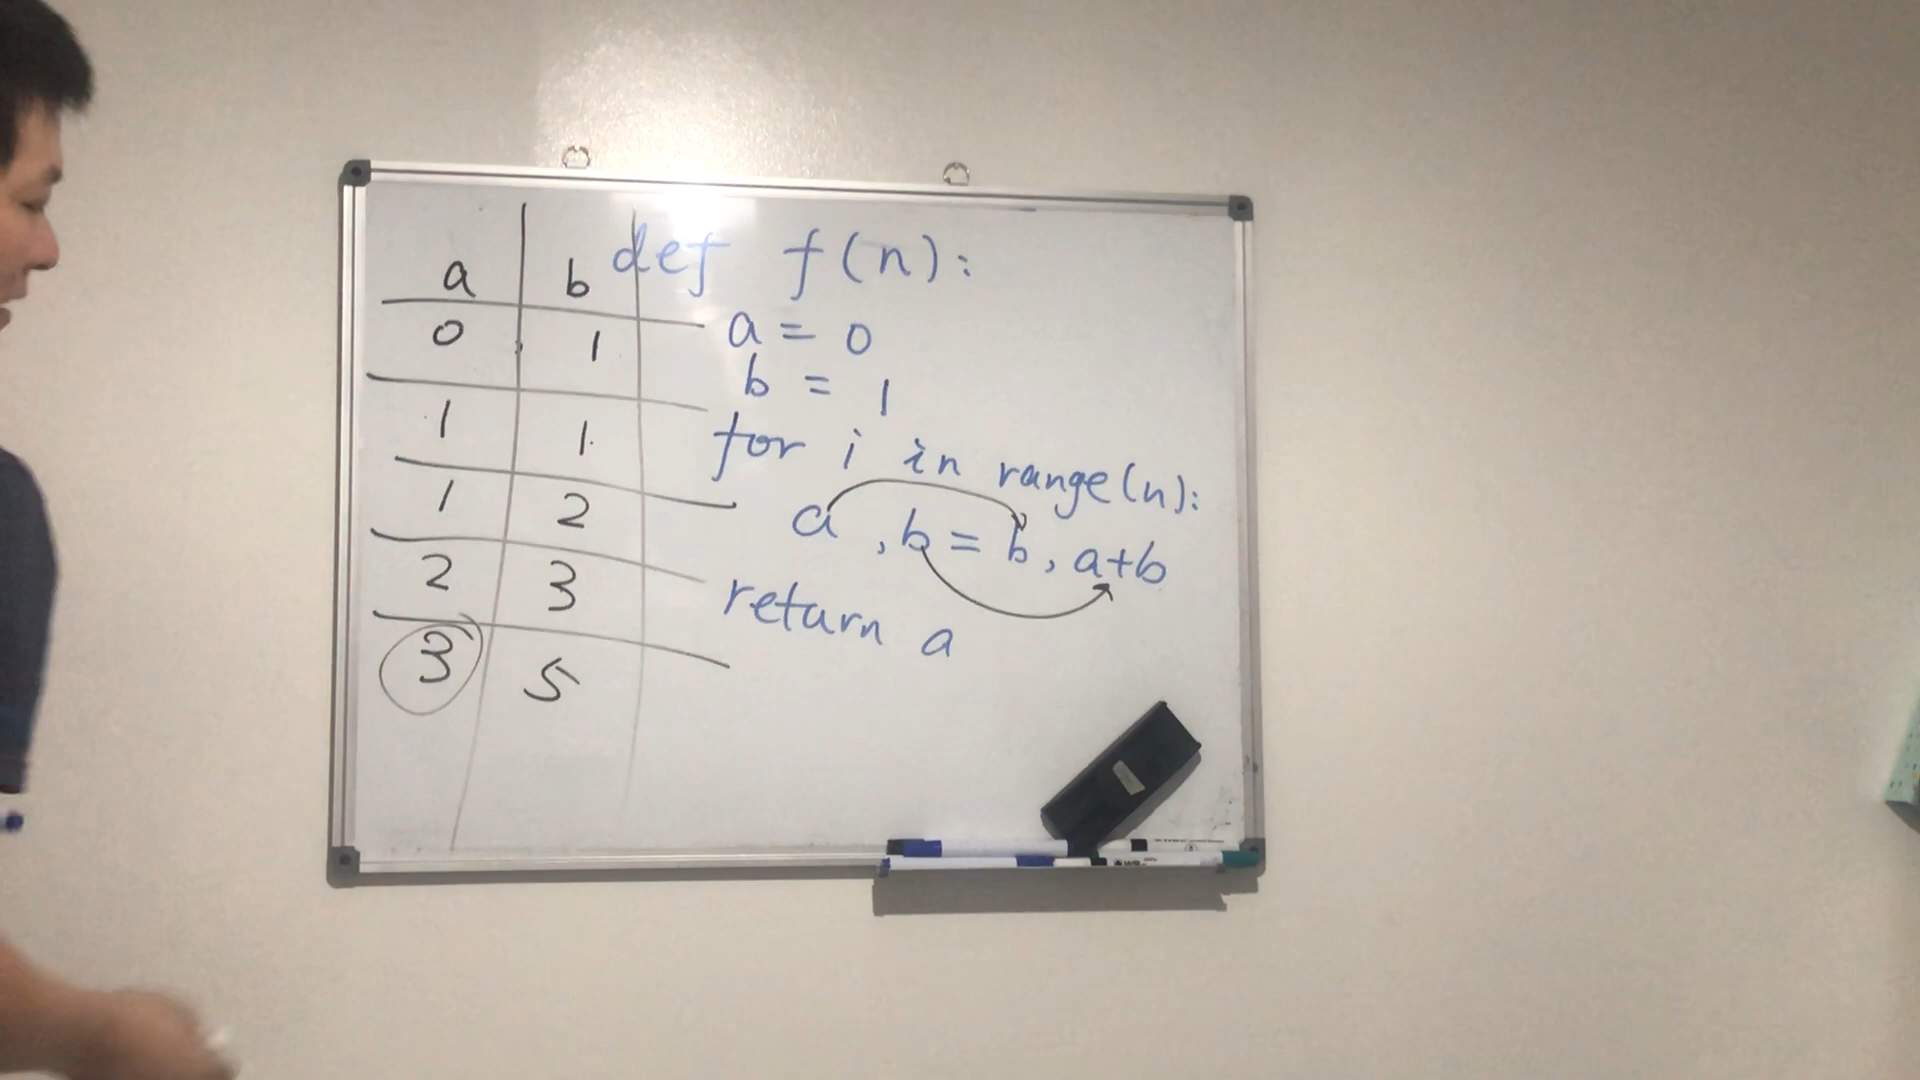 a b
0 1
1 1
1 2
2 3
3 5
def f(n):
a = 0
b = 1
for i in range(n):
a , b = b , a+b
return a